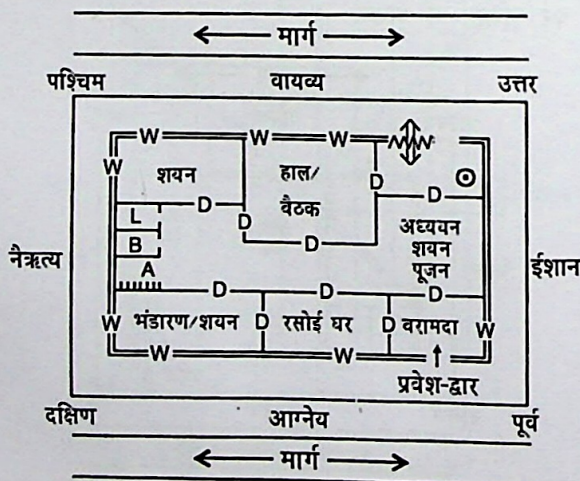 मार्ग
पश्चिम वायव्य उत्तर
W W W
W शयन हाल/ D
D बैठक D
L D
B D अध्ययन
शयन
A पूजन
नैऋत्य ईशान
D D D
W भंडारण/शयन D रसोई घर D वरामदा W
W W
प्रवेश-द्वार
दक्षिण आग्नेय पूर्व
मार्ग